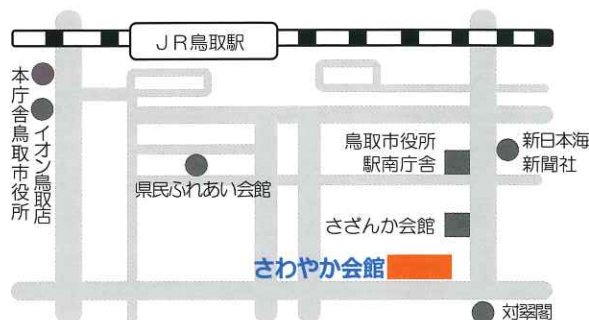 JR鳥取駅
本庁舎鳥取市役所
イオン鳥取店
県民ふれあい会館
鳥取市役所
駅南庁舎
新日本海
新聞社
さざんか会館
さわやか会館
対翠閣